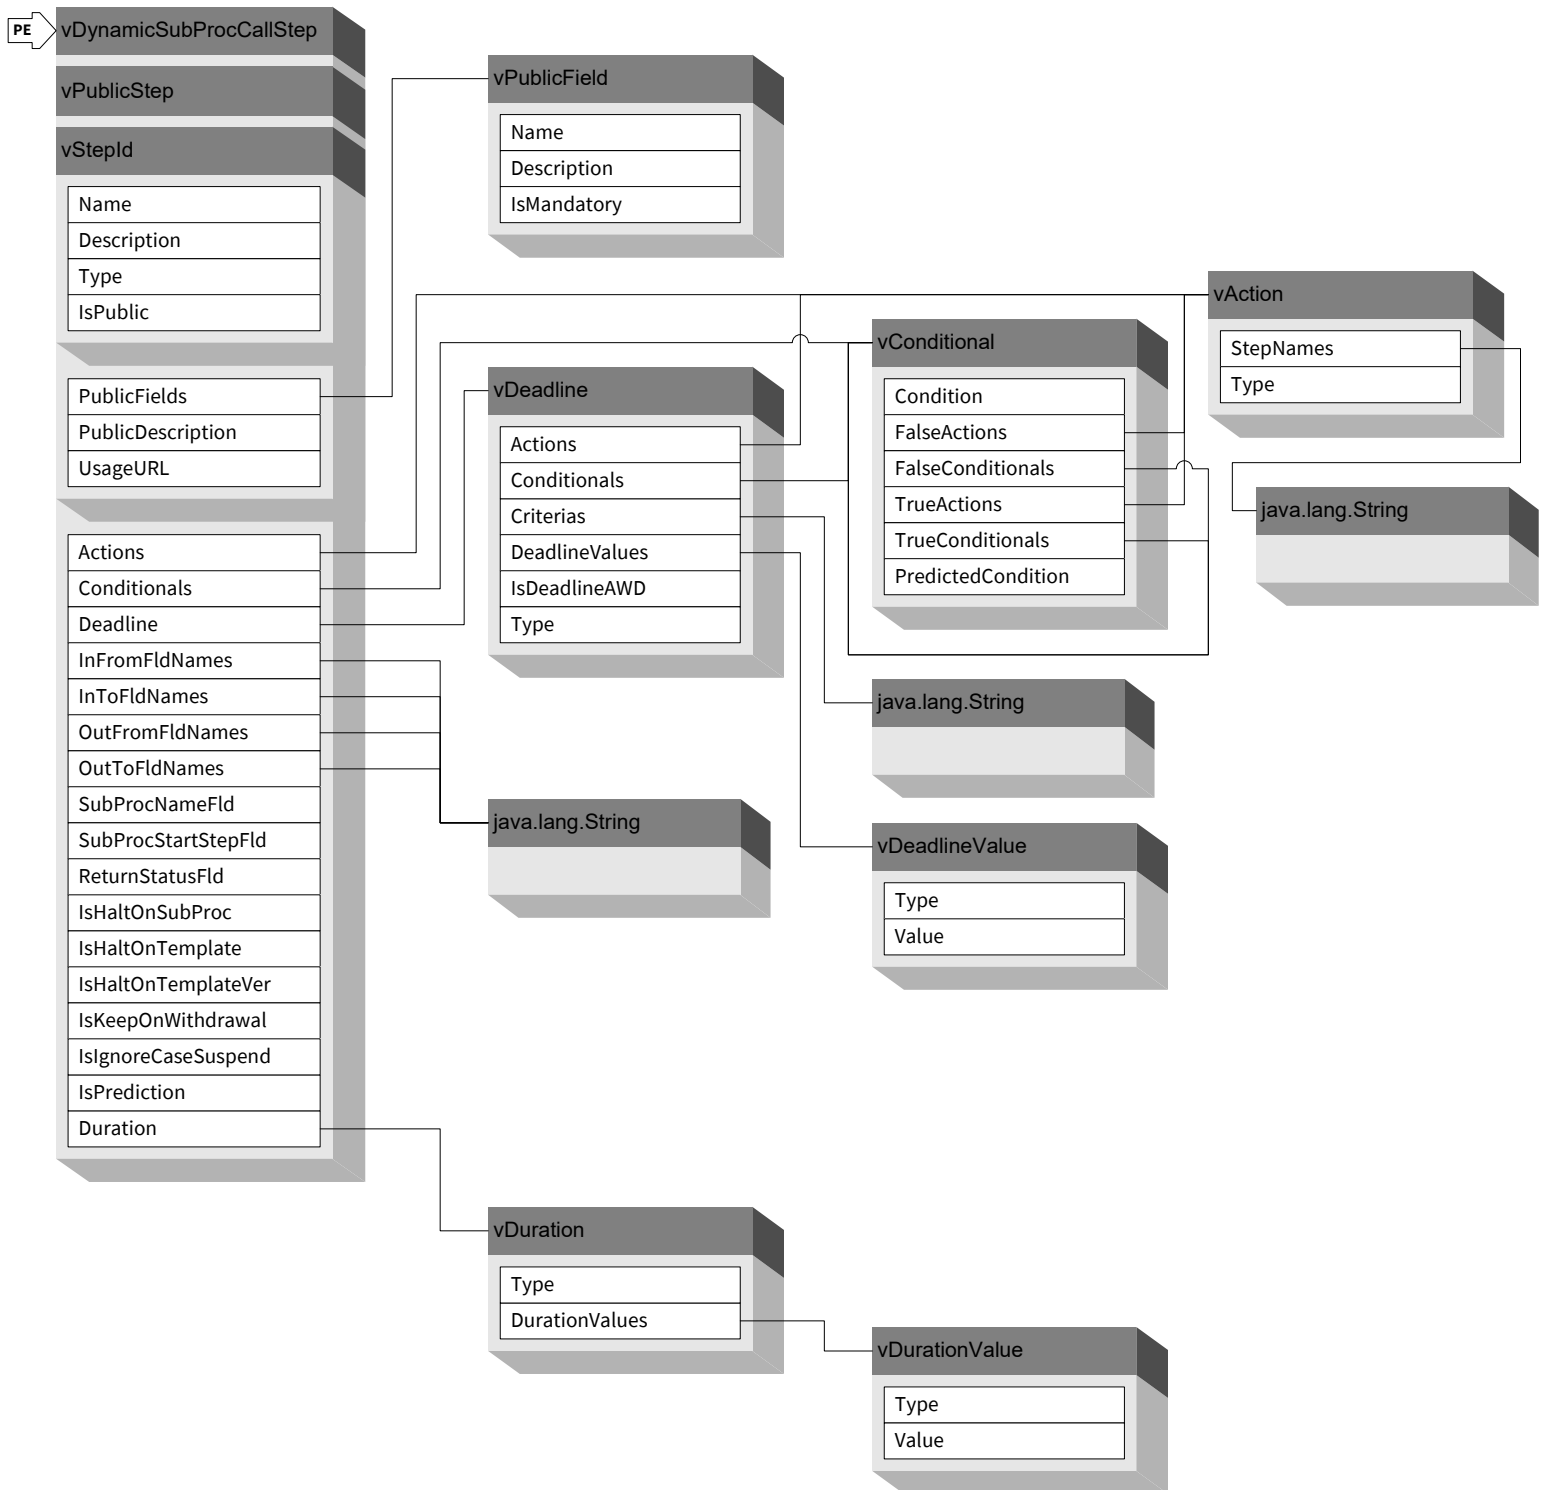 PE
vDynamicSubProcCallStep
vPublicStep
vStepId
Name
Description
Type
IsPublic
PublicFields
PublicDescription
UsageURL
Actions
Conditionals
Deadline
InFromFldNames
InToFldNames
OutFromFldNames
OutToFldNames
SubProcNameFld
SubProcStartStepFld
ReturnStatusFld
IsHaltOnSubProc
IsHaltOnTemplate
IsHaltOnTemplateVer
IsKeepOnWithdrawal
IsIgnoreCaseSuspend
IsPrediction
Duration
vPublicField
Name
Description
IsMandatory
vDeadline
Actions
Conditionals
Criterias
DeadlineValues
IsDeadlineAWD
Type
java.lang.String
vDuration
Type
DurationValues
vConditional
Condition
FalseActions
FalseConditionals
TrueActions
TrueConditionals
PredictedCondition
java.lang.String
vDeadlineValue
Type
Value
vDurationValue
Type
Value
vAction
StepNames
Type
java.lang.String